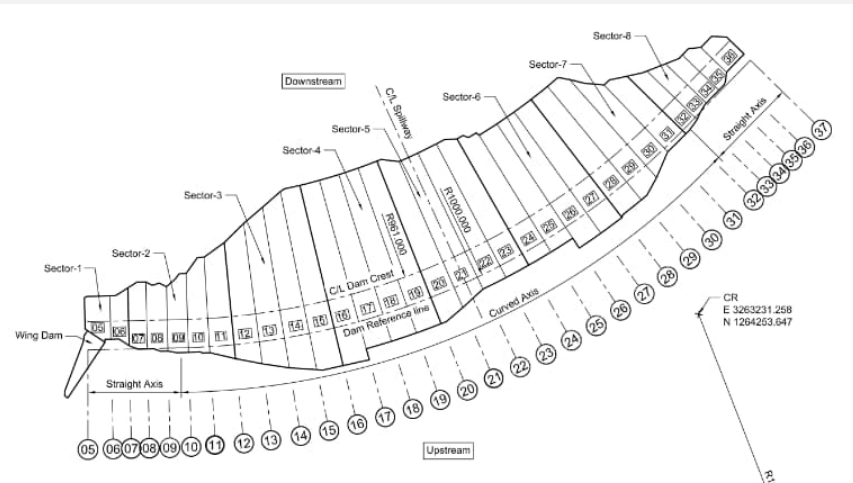 Sector-8
Sector-7
Downstream
Sector-6
C/L Spillway
Sector-5
Sector-4
Sector-3
Sector-2
Sector-1
Straight Axis
R961.000
R1000.000
C/L Dam Crest
Dam Reference line
05 06 07 08 09 10 11 12 13 14 15 16 17 18 19 20 21 22 23 24 25 26 27 28 29 30 31 32 33 34 35 36
Wing Dam
Curved Axis
CR
E 3263231.258
N 1264253.647
Straight Axis
05 06 07 08 09 10 11 12 13 14 15 16 17 18 19 20 21 22 23 24 25 26 27 28 29 30 31 32 33 34 35 36 37
Upstream